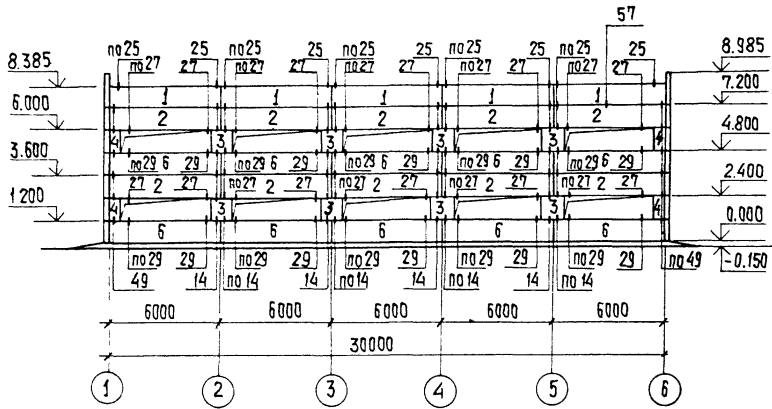 57
по25 25 по25 25 по25 25 по25 25 по25 25
8.385 по27 27 по27 27 по27 27 по27 27 по27 27 8.985
1 1 1 1 1 7.200
6.000 2 2 2 2 2
4 3 3 3 3 4 4.800
3.600 по29 6 29 по29 6 29 по29 6 29 по29 6 29 по29 6 29
27 2 27 по27 2 27 по27 2 27 по27 2 27 по27 2 27 2.400
1200 4 3 3 3 3 4
6 6 6 6 6 0.000
по29 29 по29 29 по29 29 по29 29 по29 29 -0.150
49 14 по14 14 по14 14 по14 14 по14 по49
6000 6000 6000 6000 6000
30000
1 2 3 4 5 6